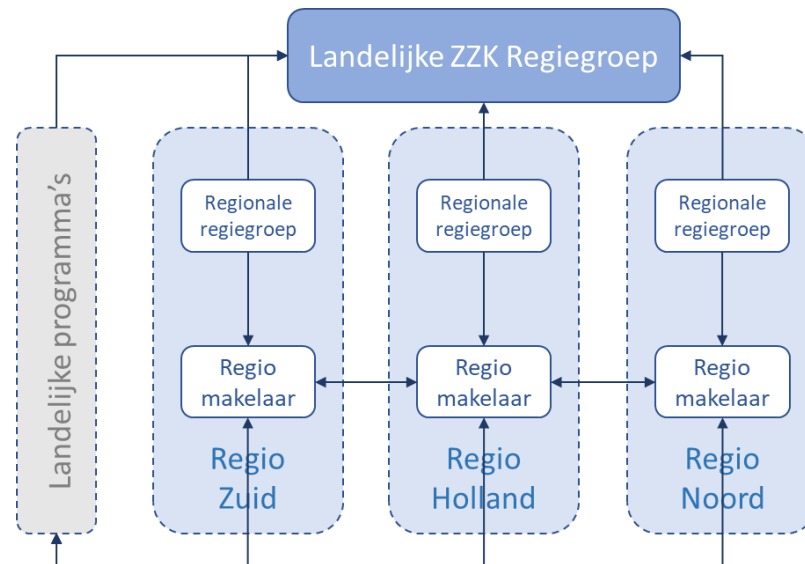 Landelijke ZZK Regiegroep
Landelijke programma's
Regionale
regiegroep
Regionale
regiegroep
Regionale
regiegroep
Regio
makelaar
Regio
makelaar
Regio
makelaar
Regio
Zuid
Regio
Holland
Regio
Noord